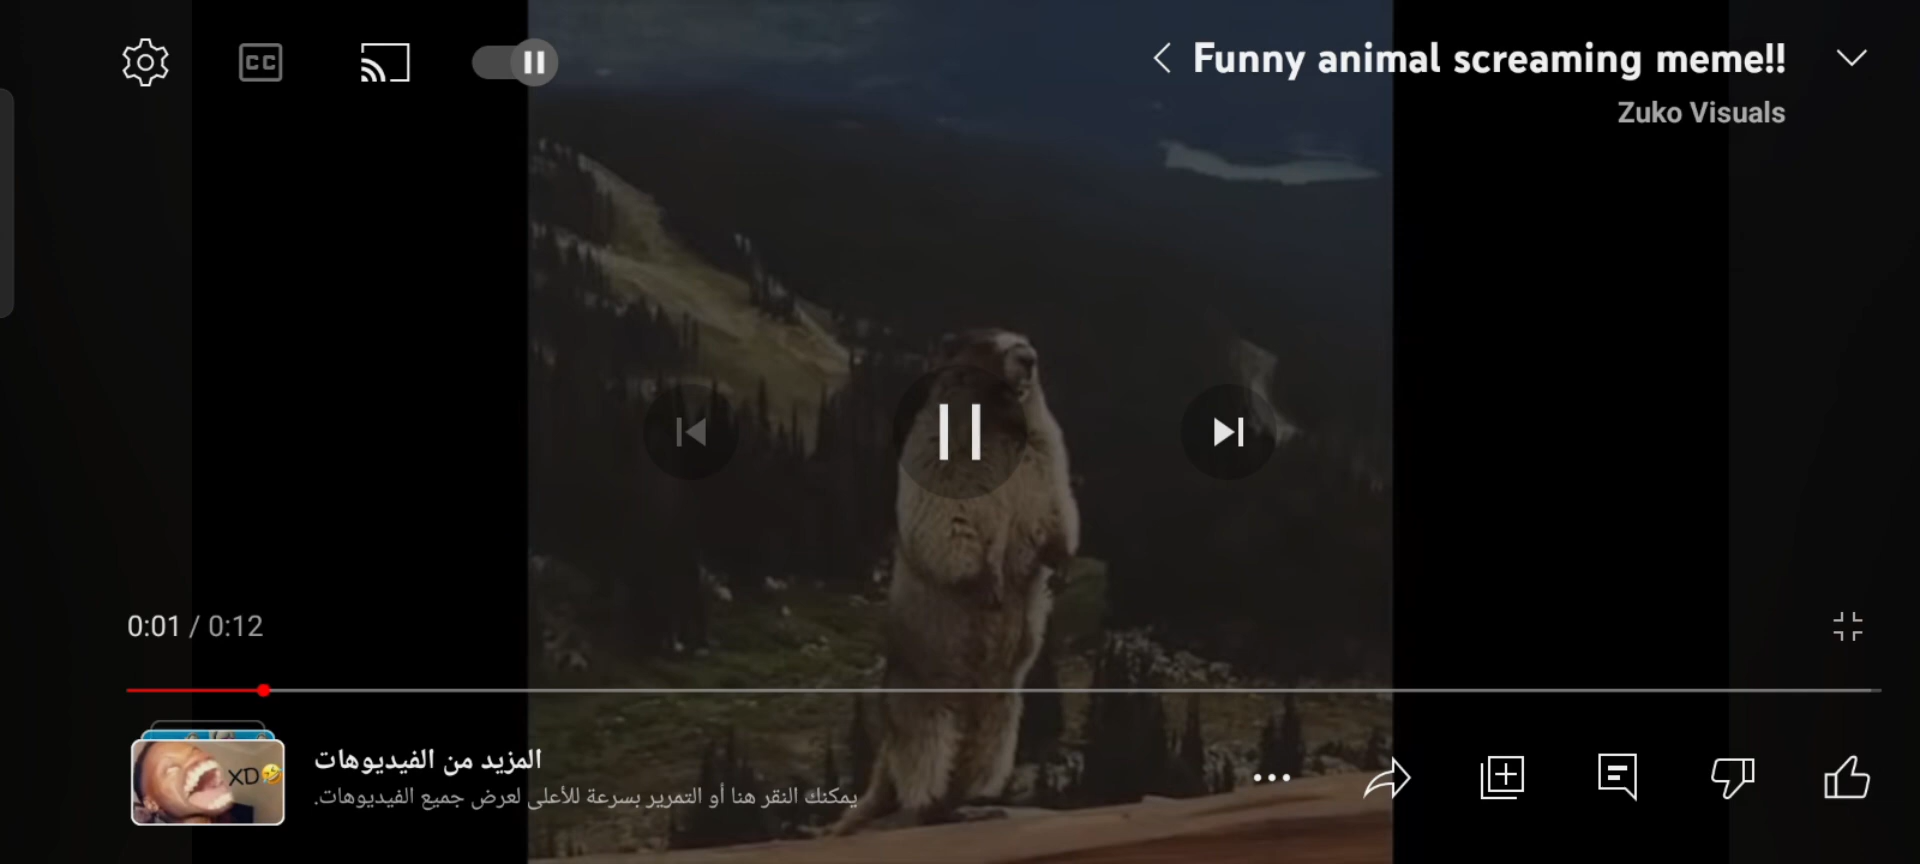 CC
Funny animal screaming meme!!
Zuko Visuals
0:01 / 0:12
XD
المزيد من الفيديوهات
يمكنك النقر هنا أو التمرير بسرعة للأعلى لعرض جميع الفيديوهات.